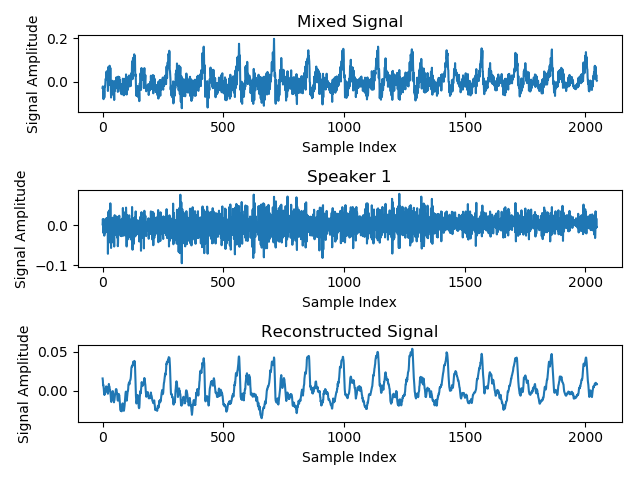 Mixed Signal
0.2
0.0
Signal Amplitude
0 500 1000 1500 2000
Sample Index
Speaker 1
0.0
−0.1
Signal Amplitude
0 500 1000 1500 2000
Sample Index
Reconstructed Signal
0.05
0.00
Signal Amplitude
0 500 1000 1500 2000
Sample Index